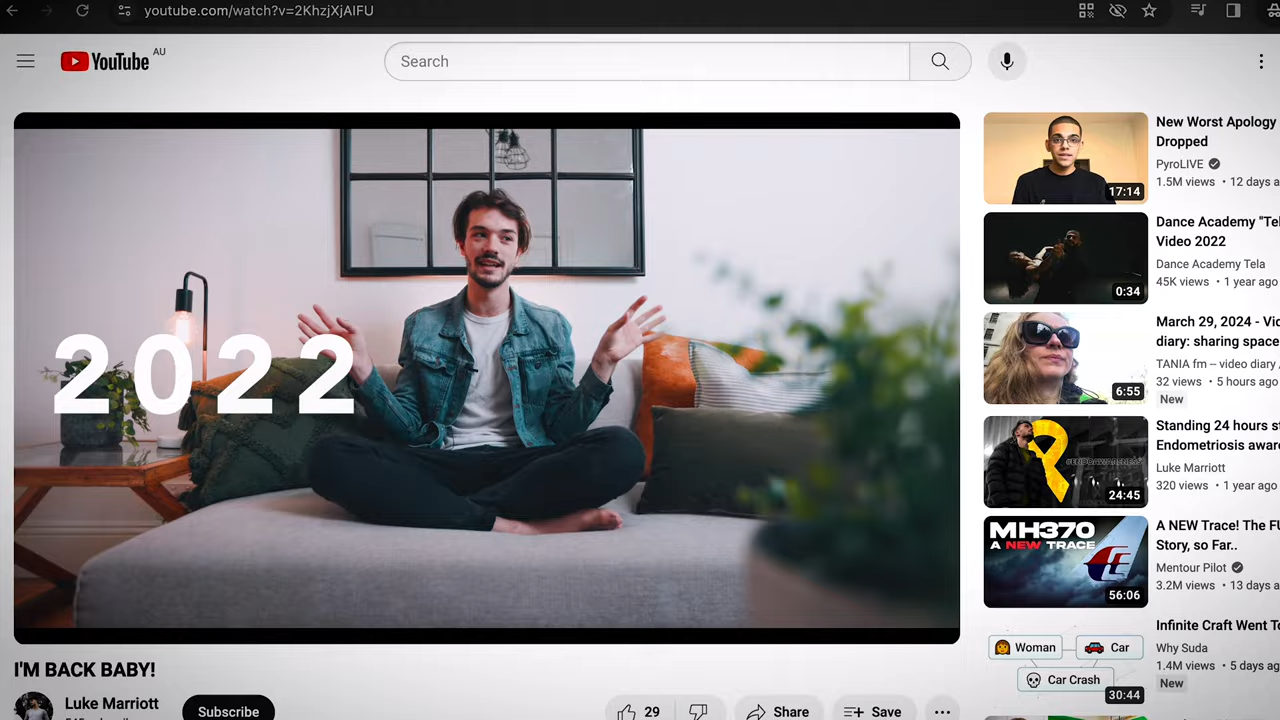 youtube.com/watch?v=2KhzjXjAIFU
YouTube AU
Search
2022
I'M BACK BABY!
Luke Marriott
Subscribe
29
Share
Save
New Worst Apology
Dropped
PyroLIVE
1.5M views • 12 days a
17:14
Dance Academy "Tel
Video 2022
Dance Academy Tela
45K views • 1 year ago
0:34
March 29, 2024 - Vid
diary: sharing space
TANIA fm -- video diary
32 views • 5 hours ago
New
6:55
Standing 24 hours s
Endometriosis awar
Luke Marriott
320 views • 1 year ago
#ENDOAWARENESS
24:45
A NEW Trace! The F
Story, so Far..
Mentour Pilot
3.2M views • 13 days a
MH370
A NEW TRACE
56:06
Infinite Craft Went T
Why Suda
1.4M views • 5 days ag
New
Woman
Car
Car Crash
30:44